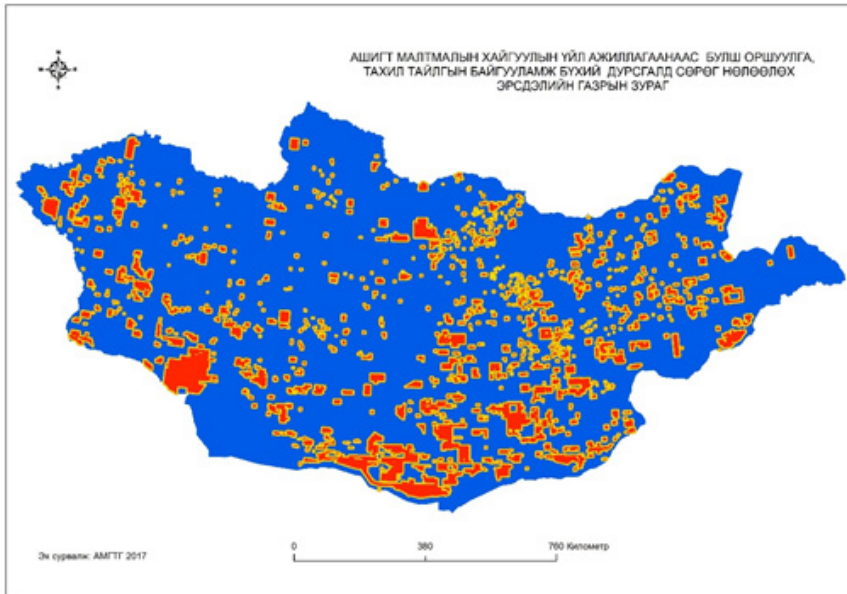 АШИГТ МАЛТМАЛЫН ХАЙГУУЛЫН ҮЙЛ АЖИЛЛАГААНААС БУЛШ ОРШУУЛГА,
ТАХИЛ ТАЙЛГЫН БАЙГУУЛАМЖ БҮХИЙ ДУРСГАЛД СӨРӨГ НӨЛӨӨЛӨХ
ЭРСДЭЛИЙН ГАЗРЫН ЗУРАГ
Эх сурвалж: АМГТГ 2017
0 380 760 Километр